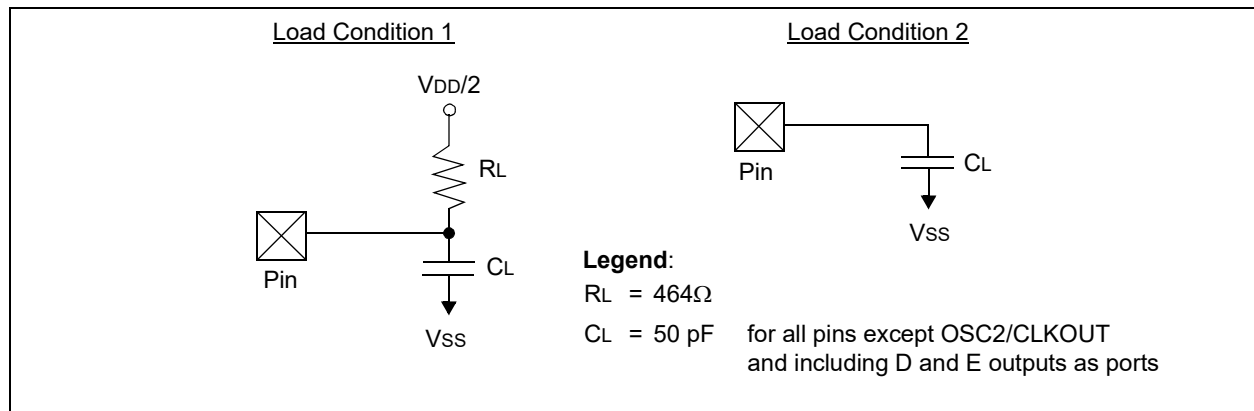 Load Condition 1
VDD/2
RL
Pin
CL
VSS
Load Condition 2
Pin
CL
VSS
Legend:
RL = 464Ω
CL = 50 pF for all pins except OSC2/CLKOUT
and including D and E outputs as ports